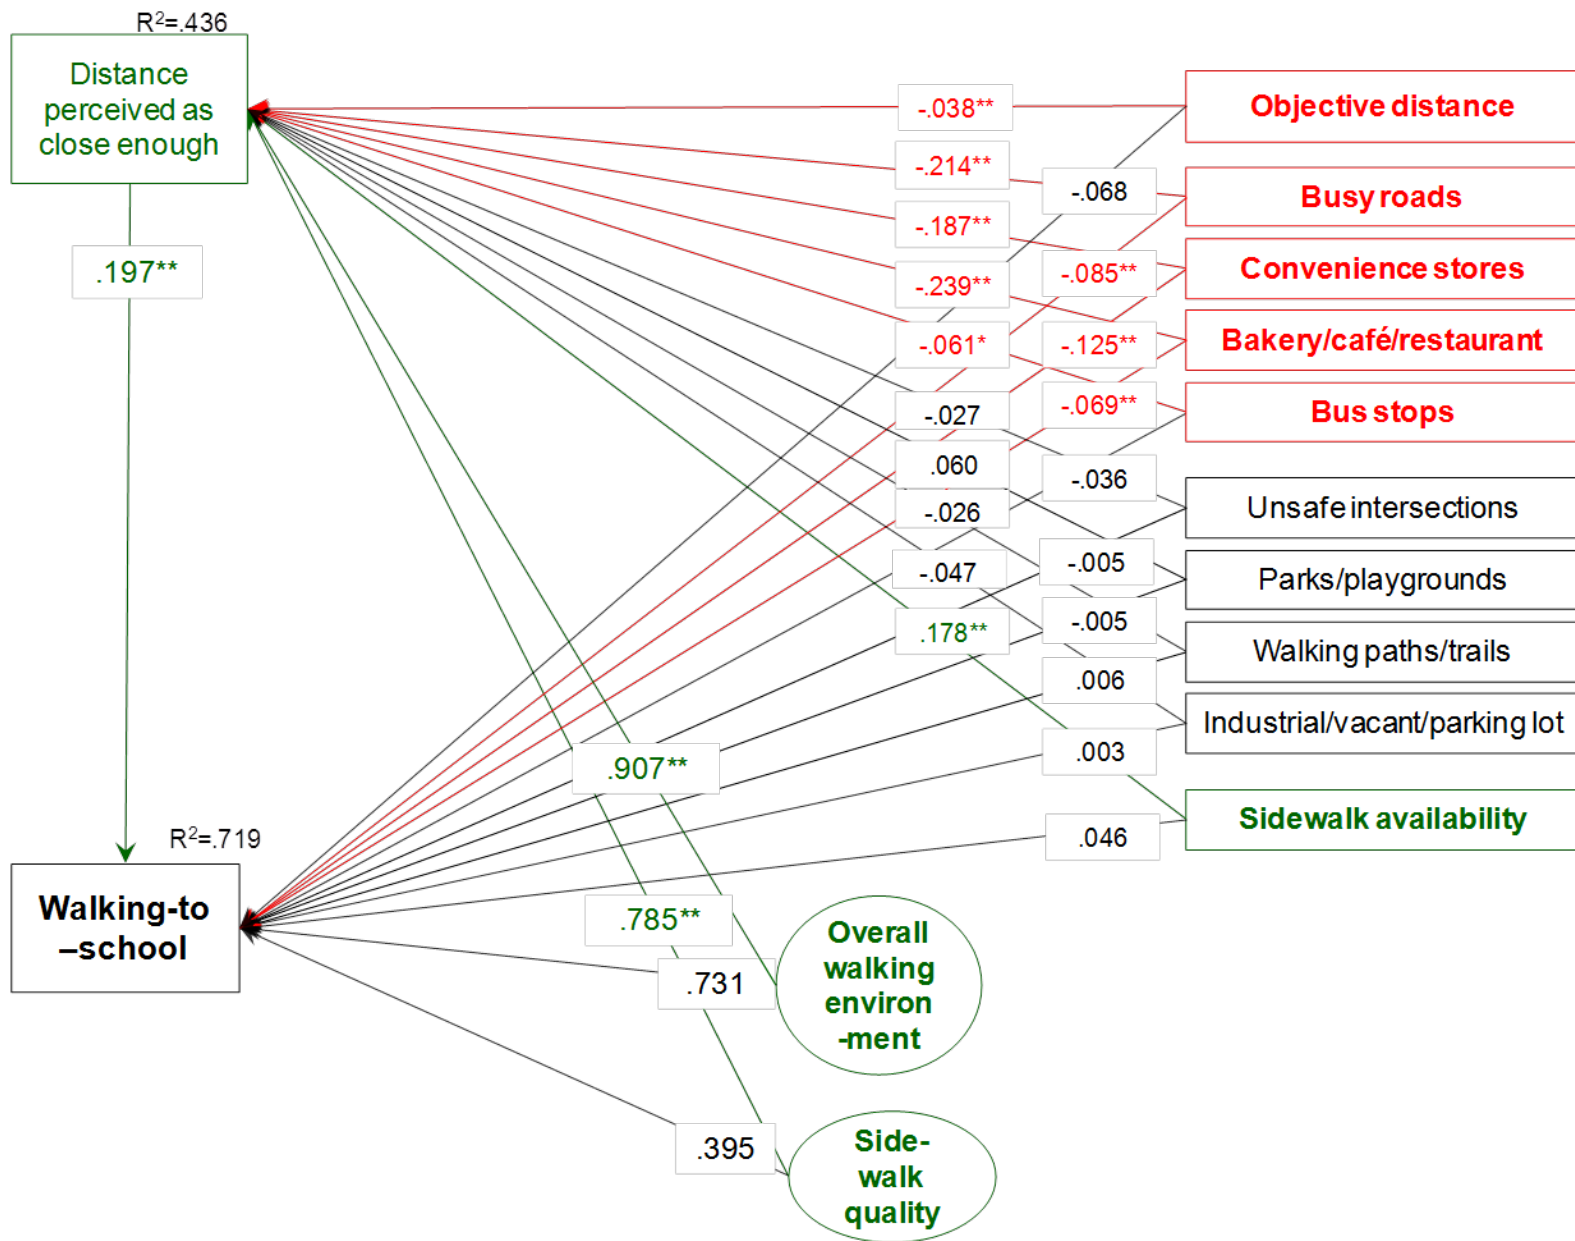 R²=.436
Distance
perceived as
close enough
.197**
R²=.719
Walking-to
–school
-.038**
-.214**
-.187**
-.239**
-.061*
-.027
.060
-.026
-.047
.178**
-.068
-.085**
-.125**
-.069**
-.036
-.005
-.005
.006
.003
.046
.907**
.785**
.731
.395
Objective distance
Busy roads
Convenience stores
Bakery/café/restaurant
Bus stops
Unsafe intersections
Parks/playgrounds
Walking paths/trails
Industrial/vacant/parking lot
Sidewalk availability
Overall
walking
environ
-ment
Side-
walk
quality